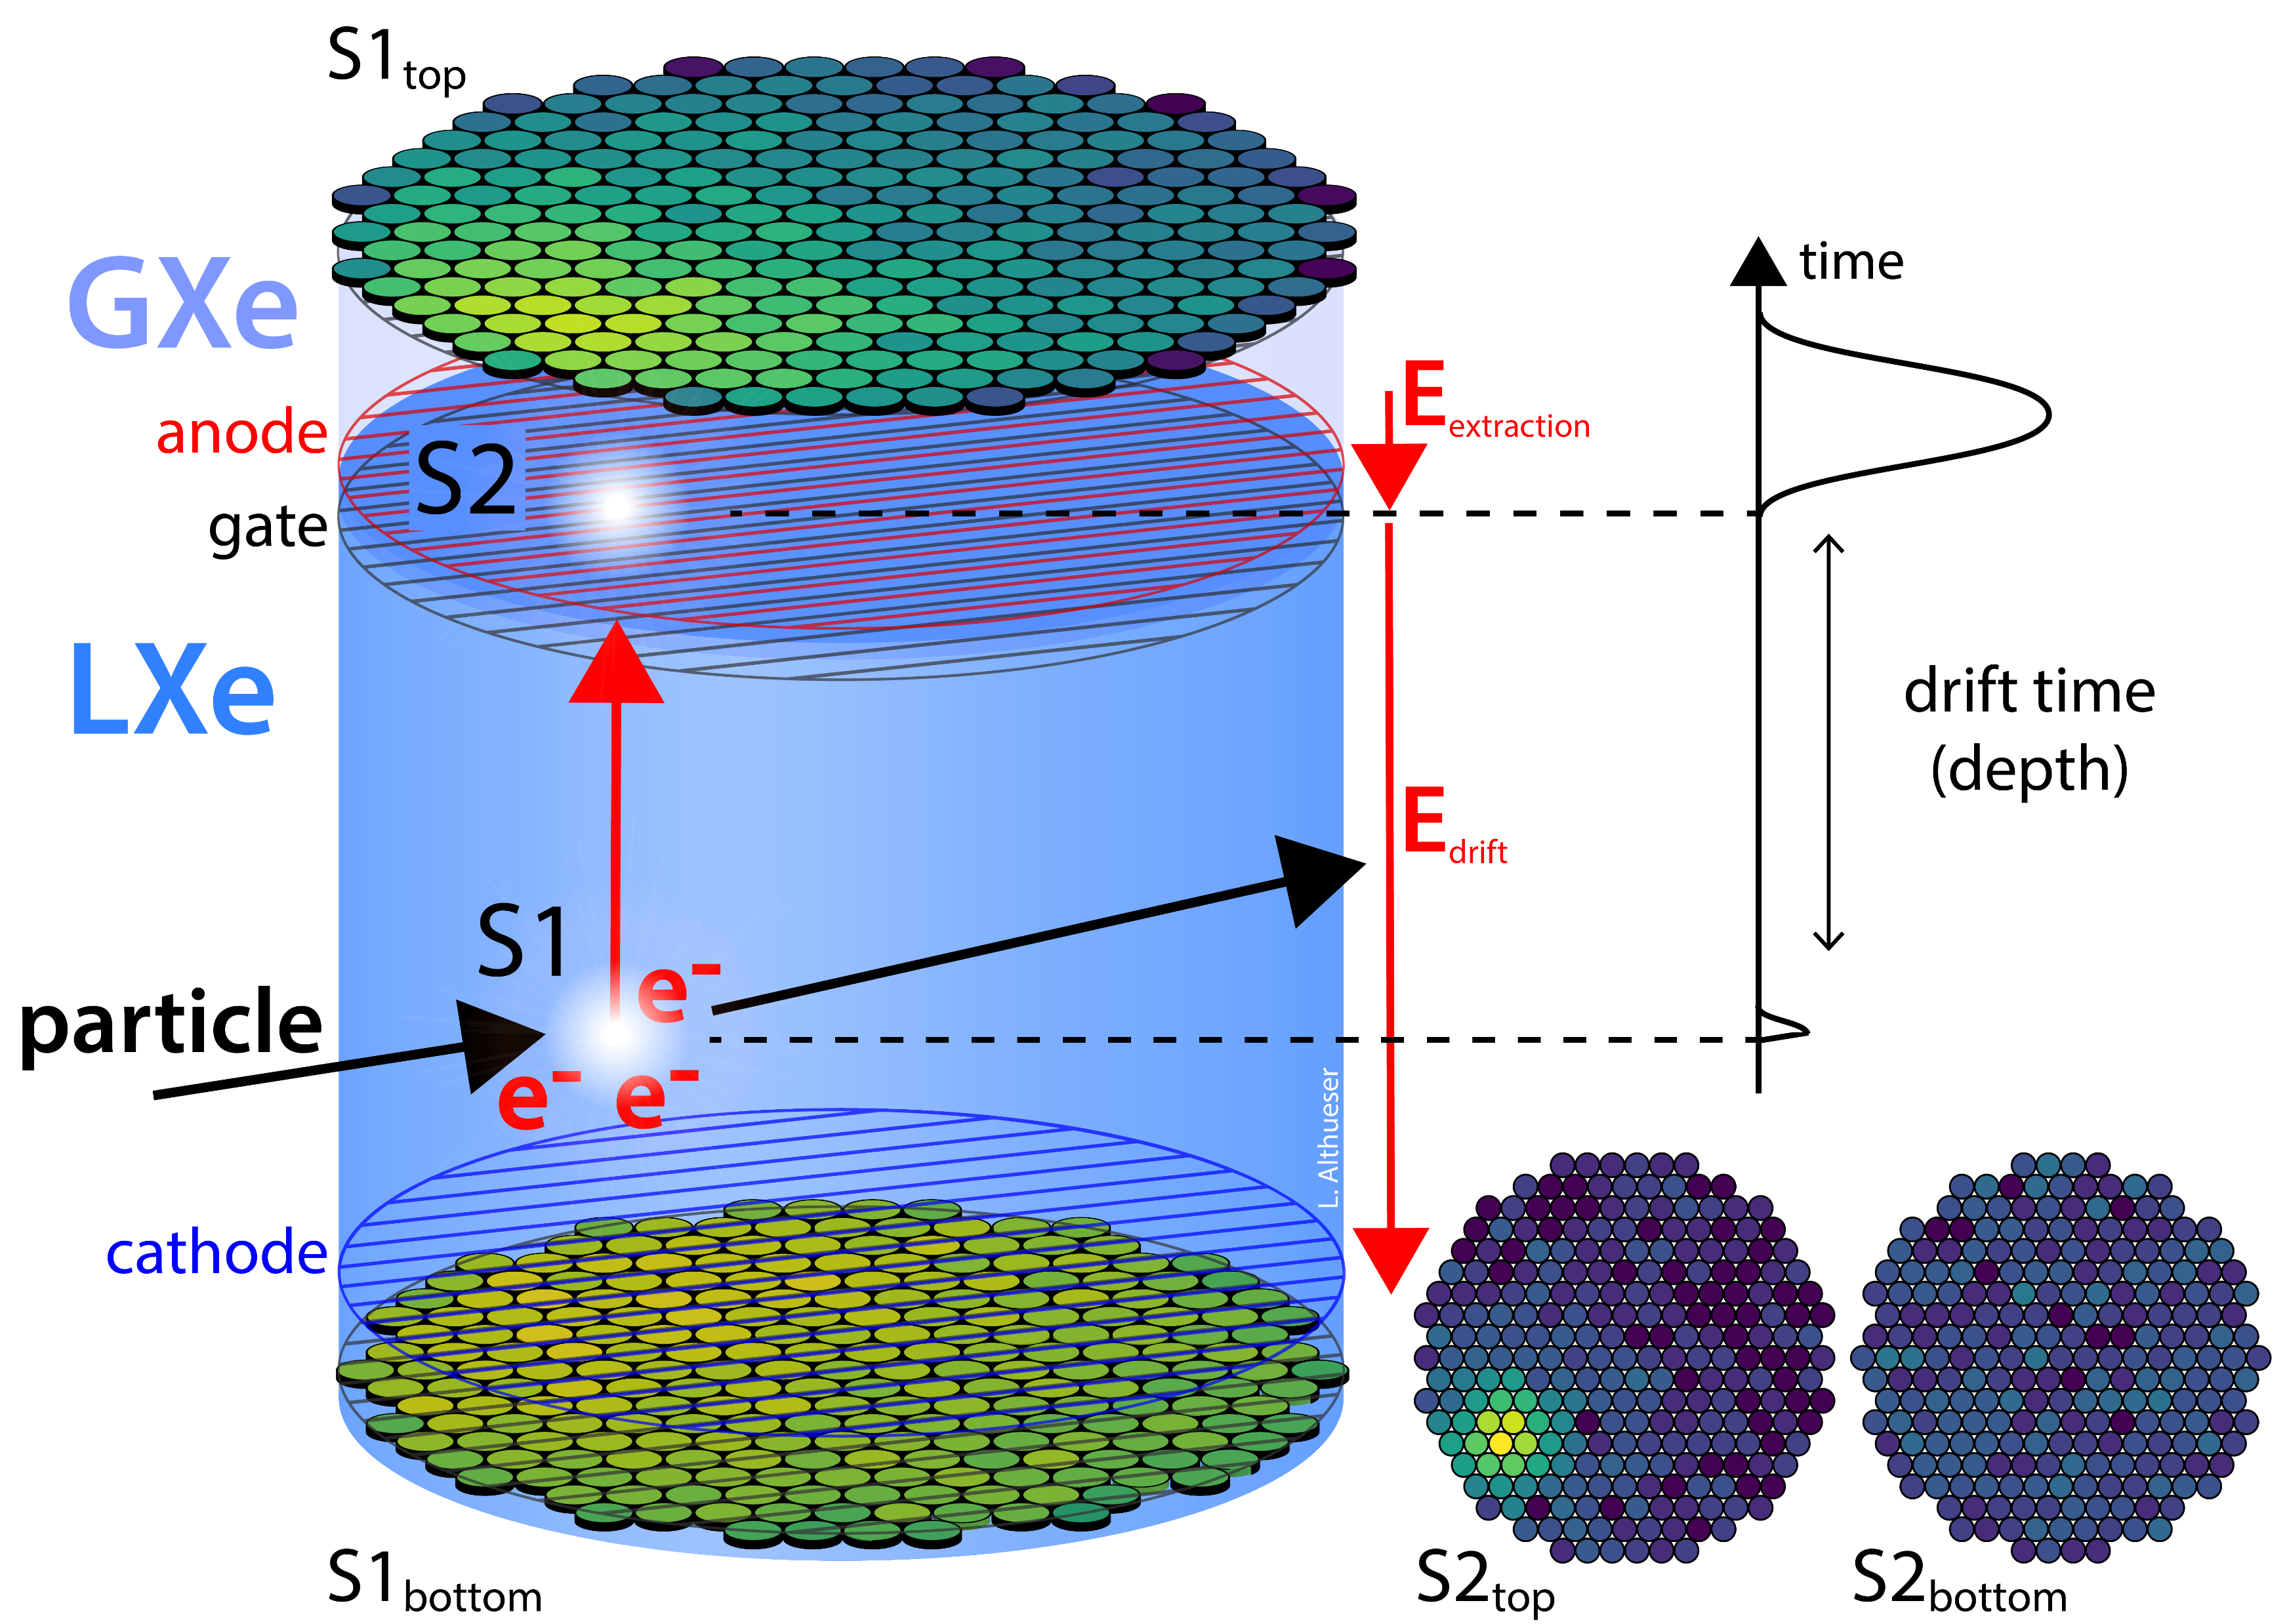 S1top
GXe
time
Eextraction
anode
S2
gate
LXe
drift time
(depth)
Edrift
S1
e-
particle
e- e-
L. Althueser
cathode
S1bottom
S2top
S2bottom